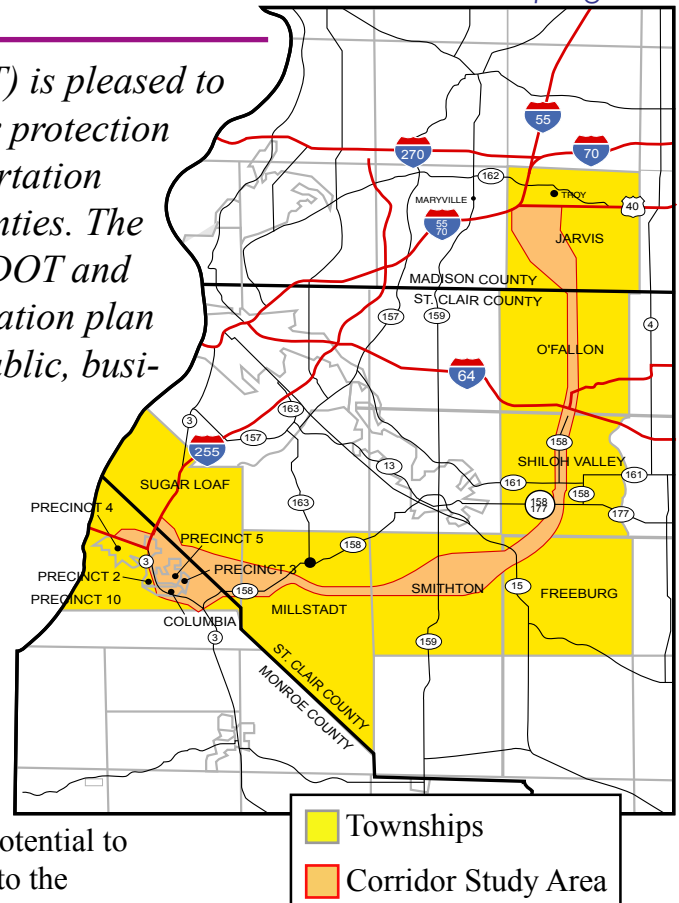 T) is pleased to
protection
rtation
nties. The
DOT and
ation plan
ublic, busi-
55
270
70
162
TROY
MARYVILLE
40
55
70
JARVIS
MADISON COUNTY
ST. CLAIR COUNTY
157
159
4
O'FALLON
64
163
3
157
158
255
13
SHILOH VALLEY
161
161
SUGAR LOAF
163
158
158
177
177
PRECINCT 4
PRECINCT 5
158
3
PRECINCT 3
PRECINCT 2
158
SMITHTON
15
FREEBURG
PRECINCT 10
MILLSTADT
COLUMBIA
3
159
ST. CLAIR COUNTY
MONROE COUNTY
Townships
otential to
to the
Corridor Study Area